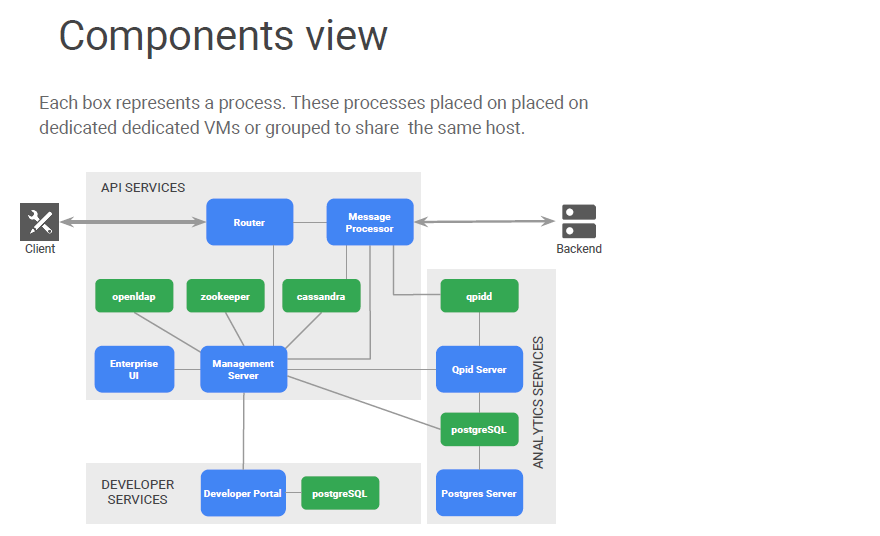 Components view
Each box represents a process. These processes placed on placed on
dedicated dedicated VMs or grouped to share the same host.
API SERVICES
Client
Router
Message
Processor
Backend
openldap
zookeeper
cassandra
qpidd
Enterprise
UI
Management
Server
Qpid Server
ANALYTICS SERVICES
postgreSQL
DEVELOPER
SERVICES
Developer Portal
postgreSQL
Postgres Server